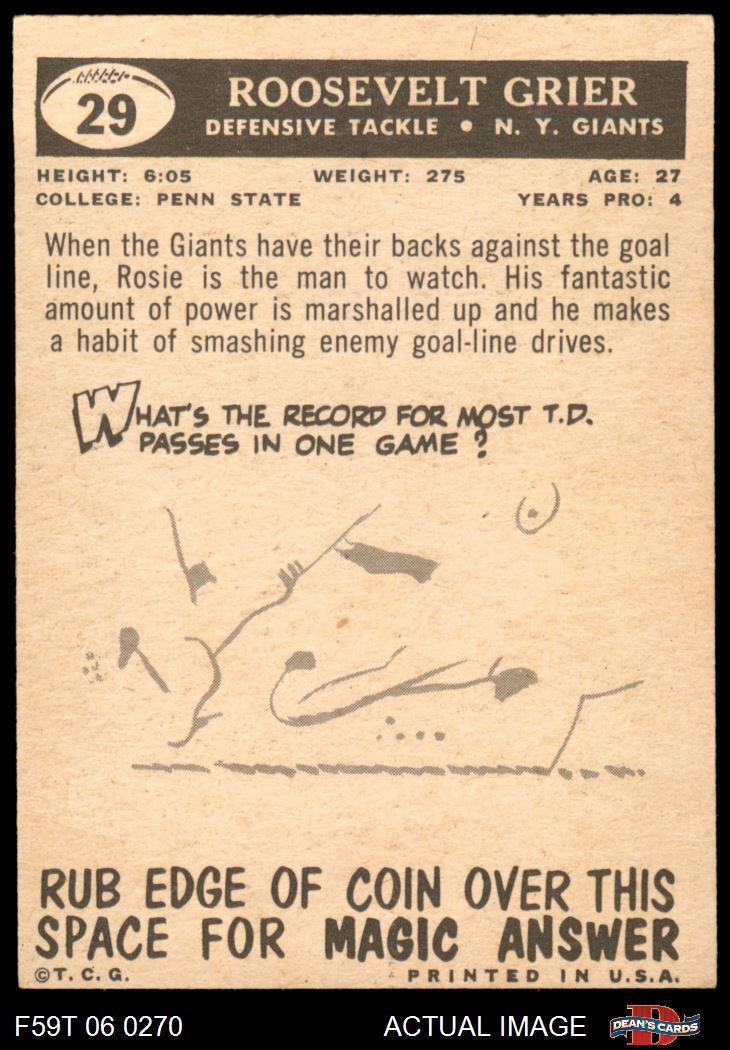 29
ROOSEVELT GRIER
DEFENSIVE TACKLE • N. Y. GIANTS
HEIGHT: 6:05 WEIGHT: 275 AGE: 27
COLLEGE: PENN STATE YEARS PRO: 4
When the Giants have their backs against the goal
line, Rosie is the man to watch. His fantastic
amount of power is marshalled up and he makes
a habit of smashing enemy goal-line drives.
WHAT'S THE RECORD FOR MOST T.D.
PASSES IN ONE GAME?
RUB EDGE OF COIN OVER THIS
SPACE FOR MAGIC ANSWER
©T. C. G. PRINTED IN U.S.A.
F59T 06 0270 ACTUAL IMAGE D DEAN'S CARDS